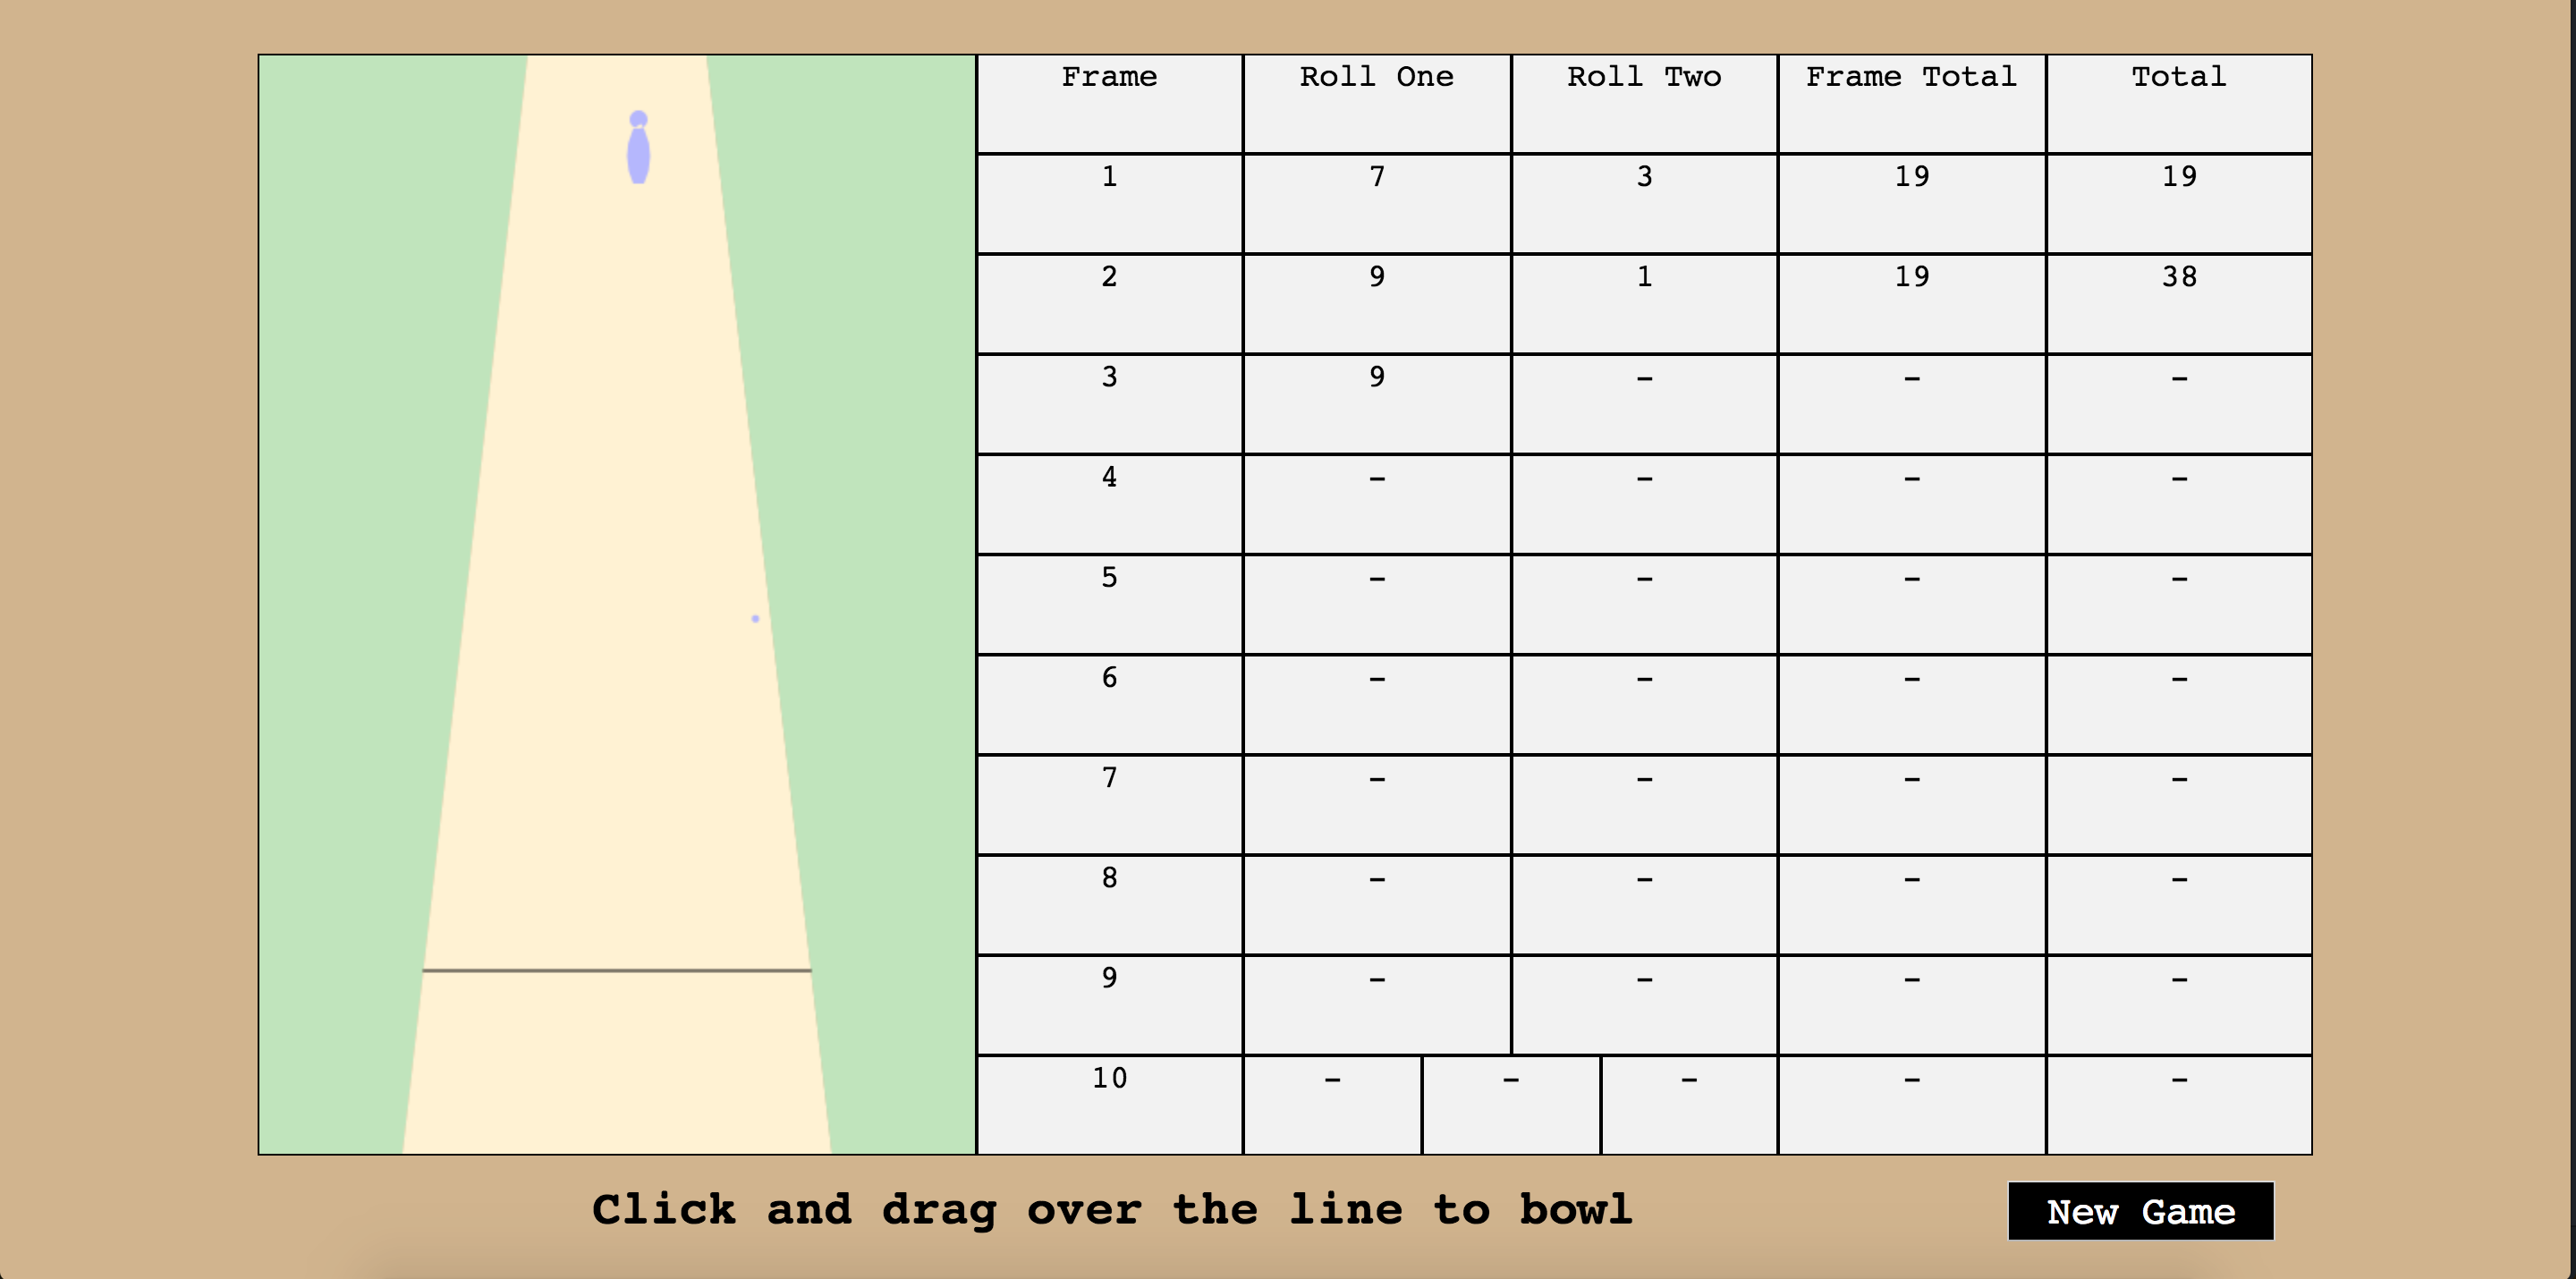 Frame Roll One Roll Two Frame Total Total
1 7 3 19 19
2 9 1 19 38
3 9 - - -
4 - - - -
5 - - - -
6 - - - -
7 - - - -
8 - - - -
9 - - - -
10 - - - - -
Click and drag over the line to bowl
New Game